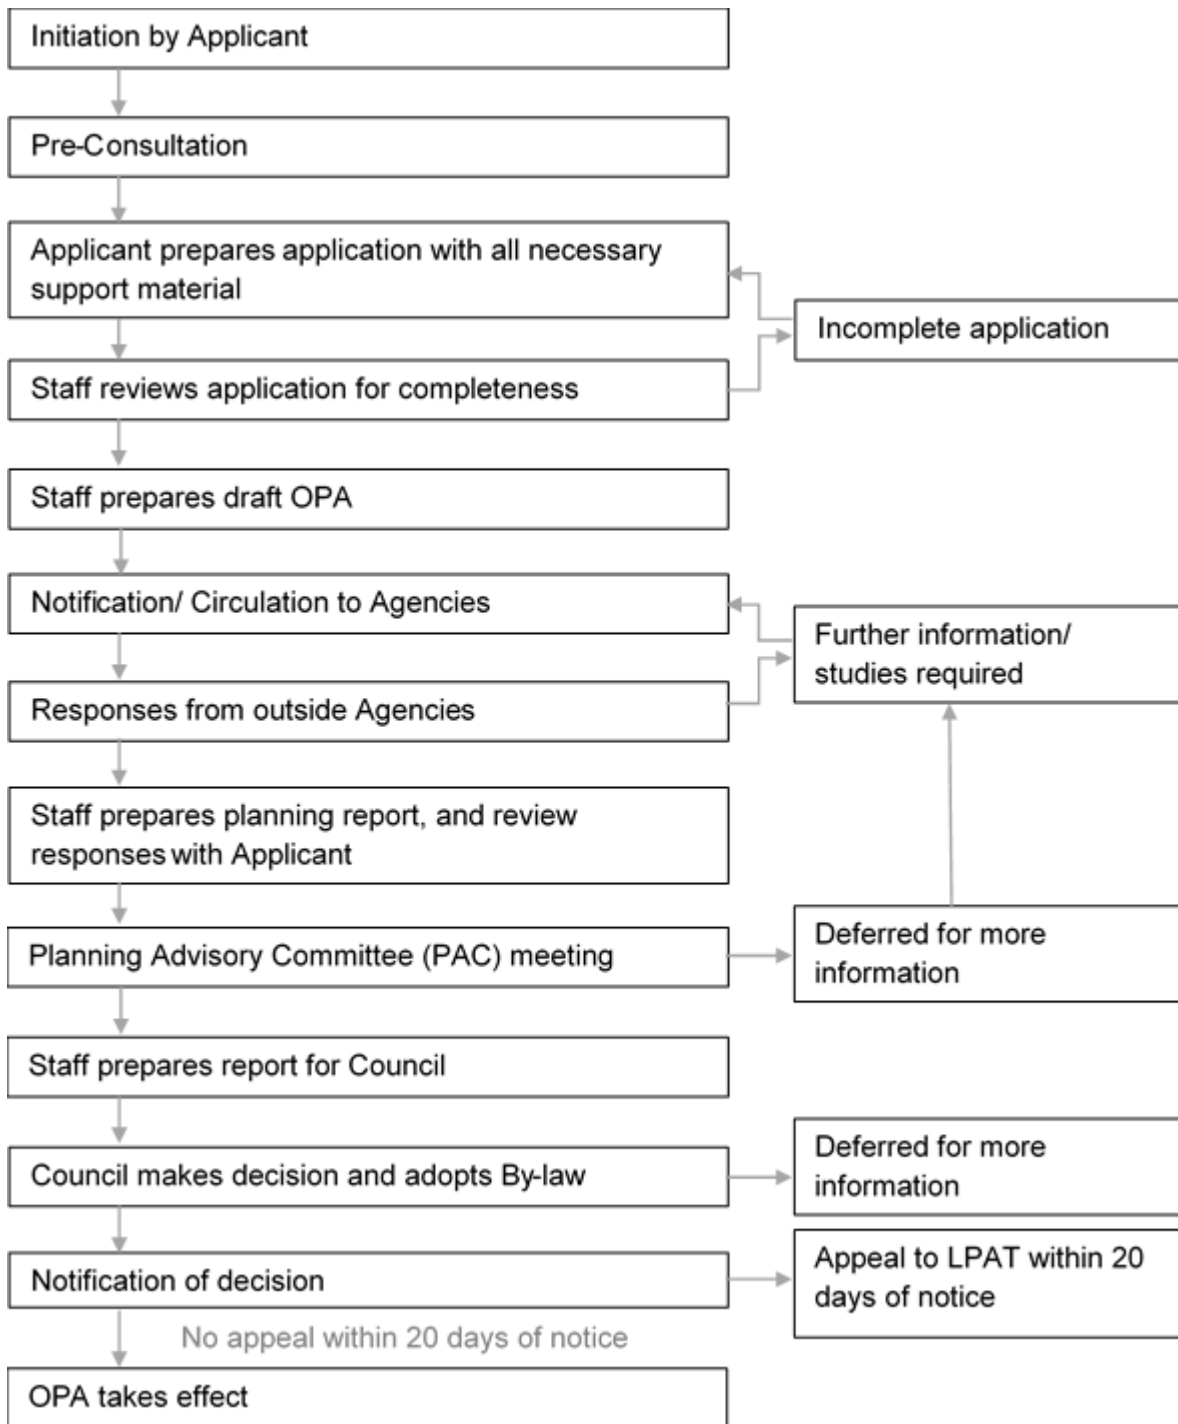 Initiation by Applicant
Pre-Consultation
Applicant prepares application with all necessary
support material
Incomplete application
Staff reviews application for completeness
Staff prepares draft OPA
Notification/ Circulation to Agencies
Further information/
studies required
Responses from outside Agencies
Staff prepares planning report, and review
responses with Applicant
Planning Advisory Committee (PAC) meeting
Deferred for more
information
Staff prepares report for Council
Council makes decision and adopts By-law
Deferred for more
information
Notification of decision
Appeal to LPAT within 20
days of notice
No appeal within 20 days of notice
OPA takes effect